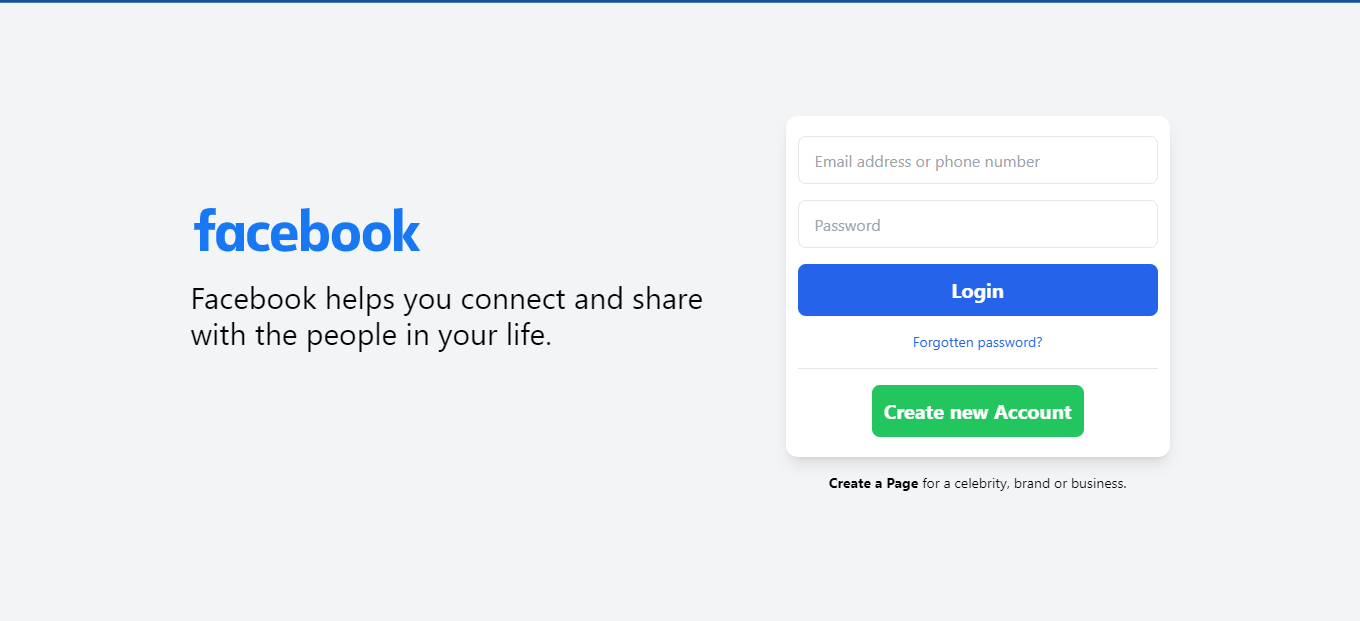 facebook
Facebook helps you connect and share
with the people in your life.
Email address or phone number
Password
Login
Forgotten password?
Create new Account
Create a Page for a celebrity, brand or business.